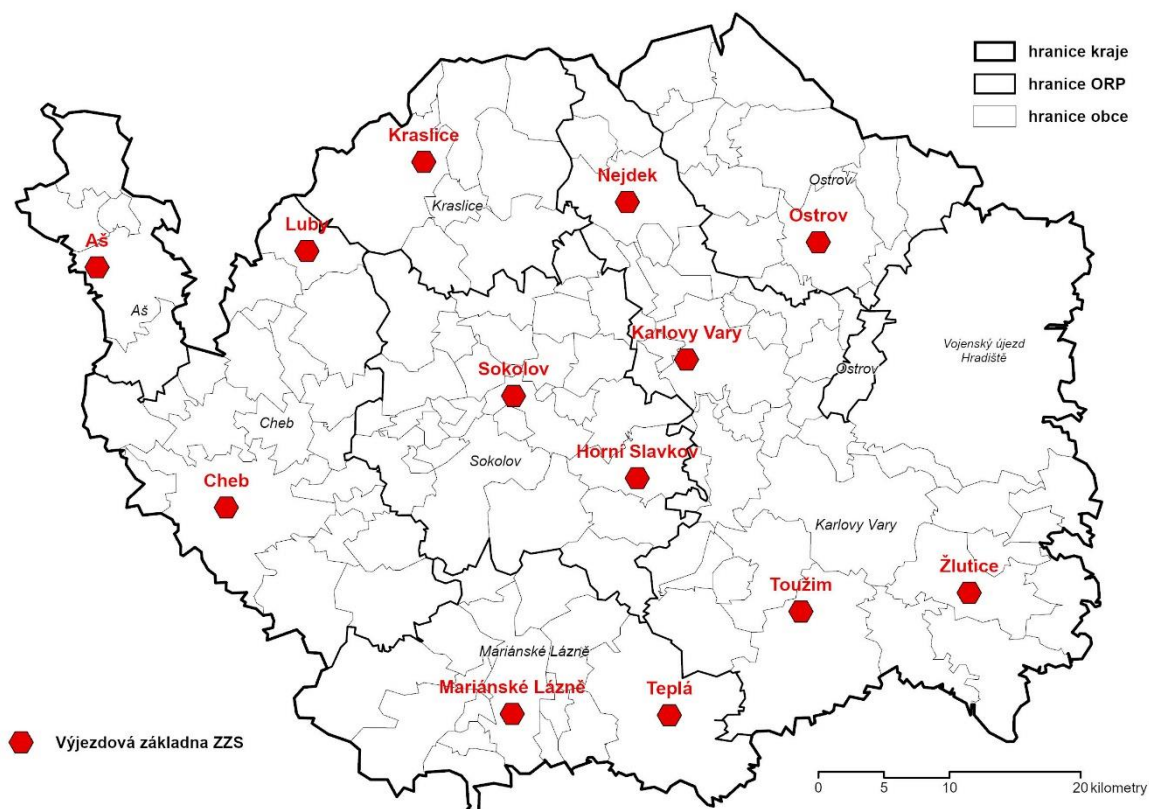 hranice kraje
hranice ORP
hranice obce
Kraslice
Nejdek
Ostrov
Kraslice
Ostrov
Luby
Aš
Aš
Karlovy Vary
Vojenský újezd
Hradiště
Sokolov
Ostrov
Cheb
Horní Slavkov
Sokolov
Cheb
Karlovy Vary
Žlutice
Toužim
Mariánské Lázně
Mariánské Lázně
Teplá
Výjezdová základna ZZS
0 5 10 20 kilometry